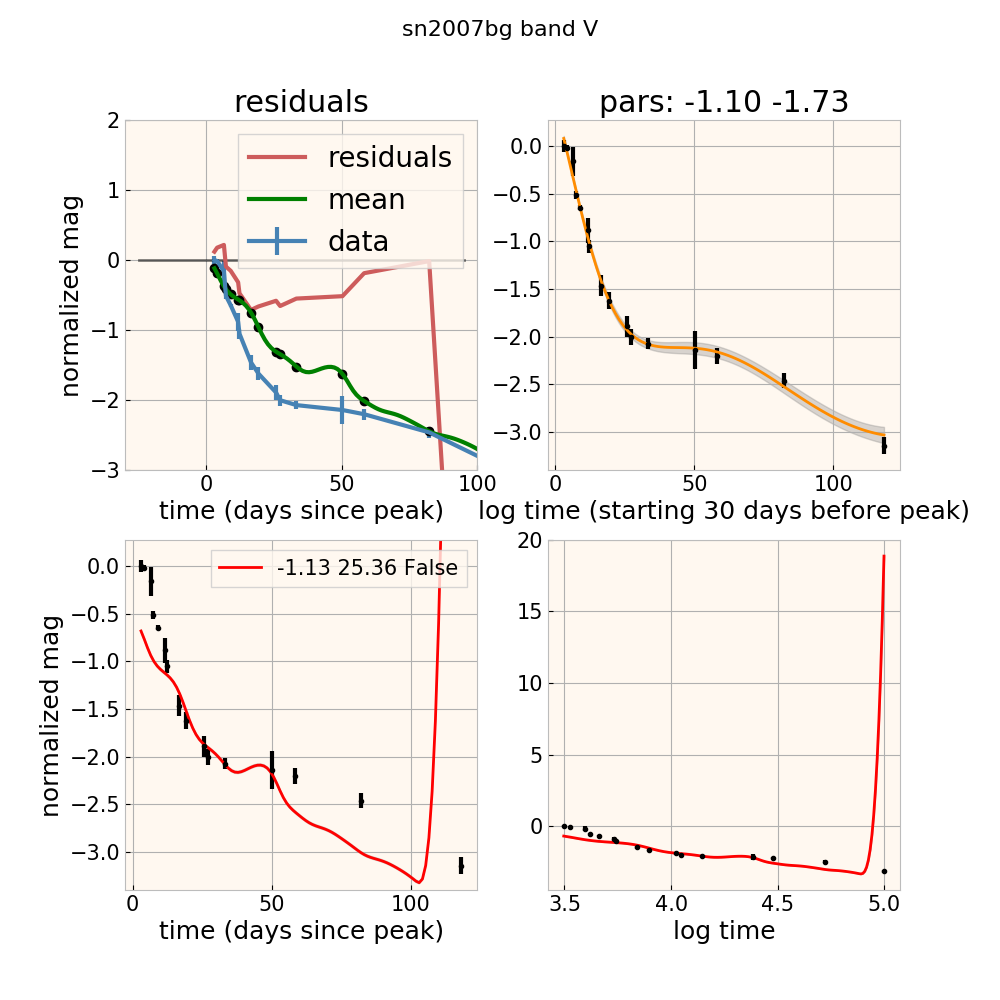 sn2007bg band V
residuals
pars: -1.10 -1.73
2
1
0
−1
−2
−3
normalized mag
residuals
mean
data
0
50
100
time (days since peak)
0.0
−0.5
−1.0
−1.5
−2.0
−2.5
−3.0
0
50
100
log time (starting 30 days before peak)
0.0
−0.5
−1.0
−1.5
−2.0
−2.5
−3.0
normalized mag
-1.13 25.36 False
0
50
100
time (days since peak)
20
15
10
5
0
3.5
4.0
4.5
5.0
log time